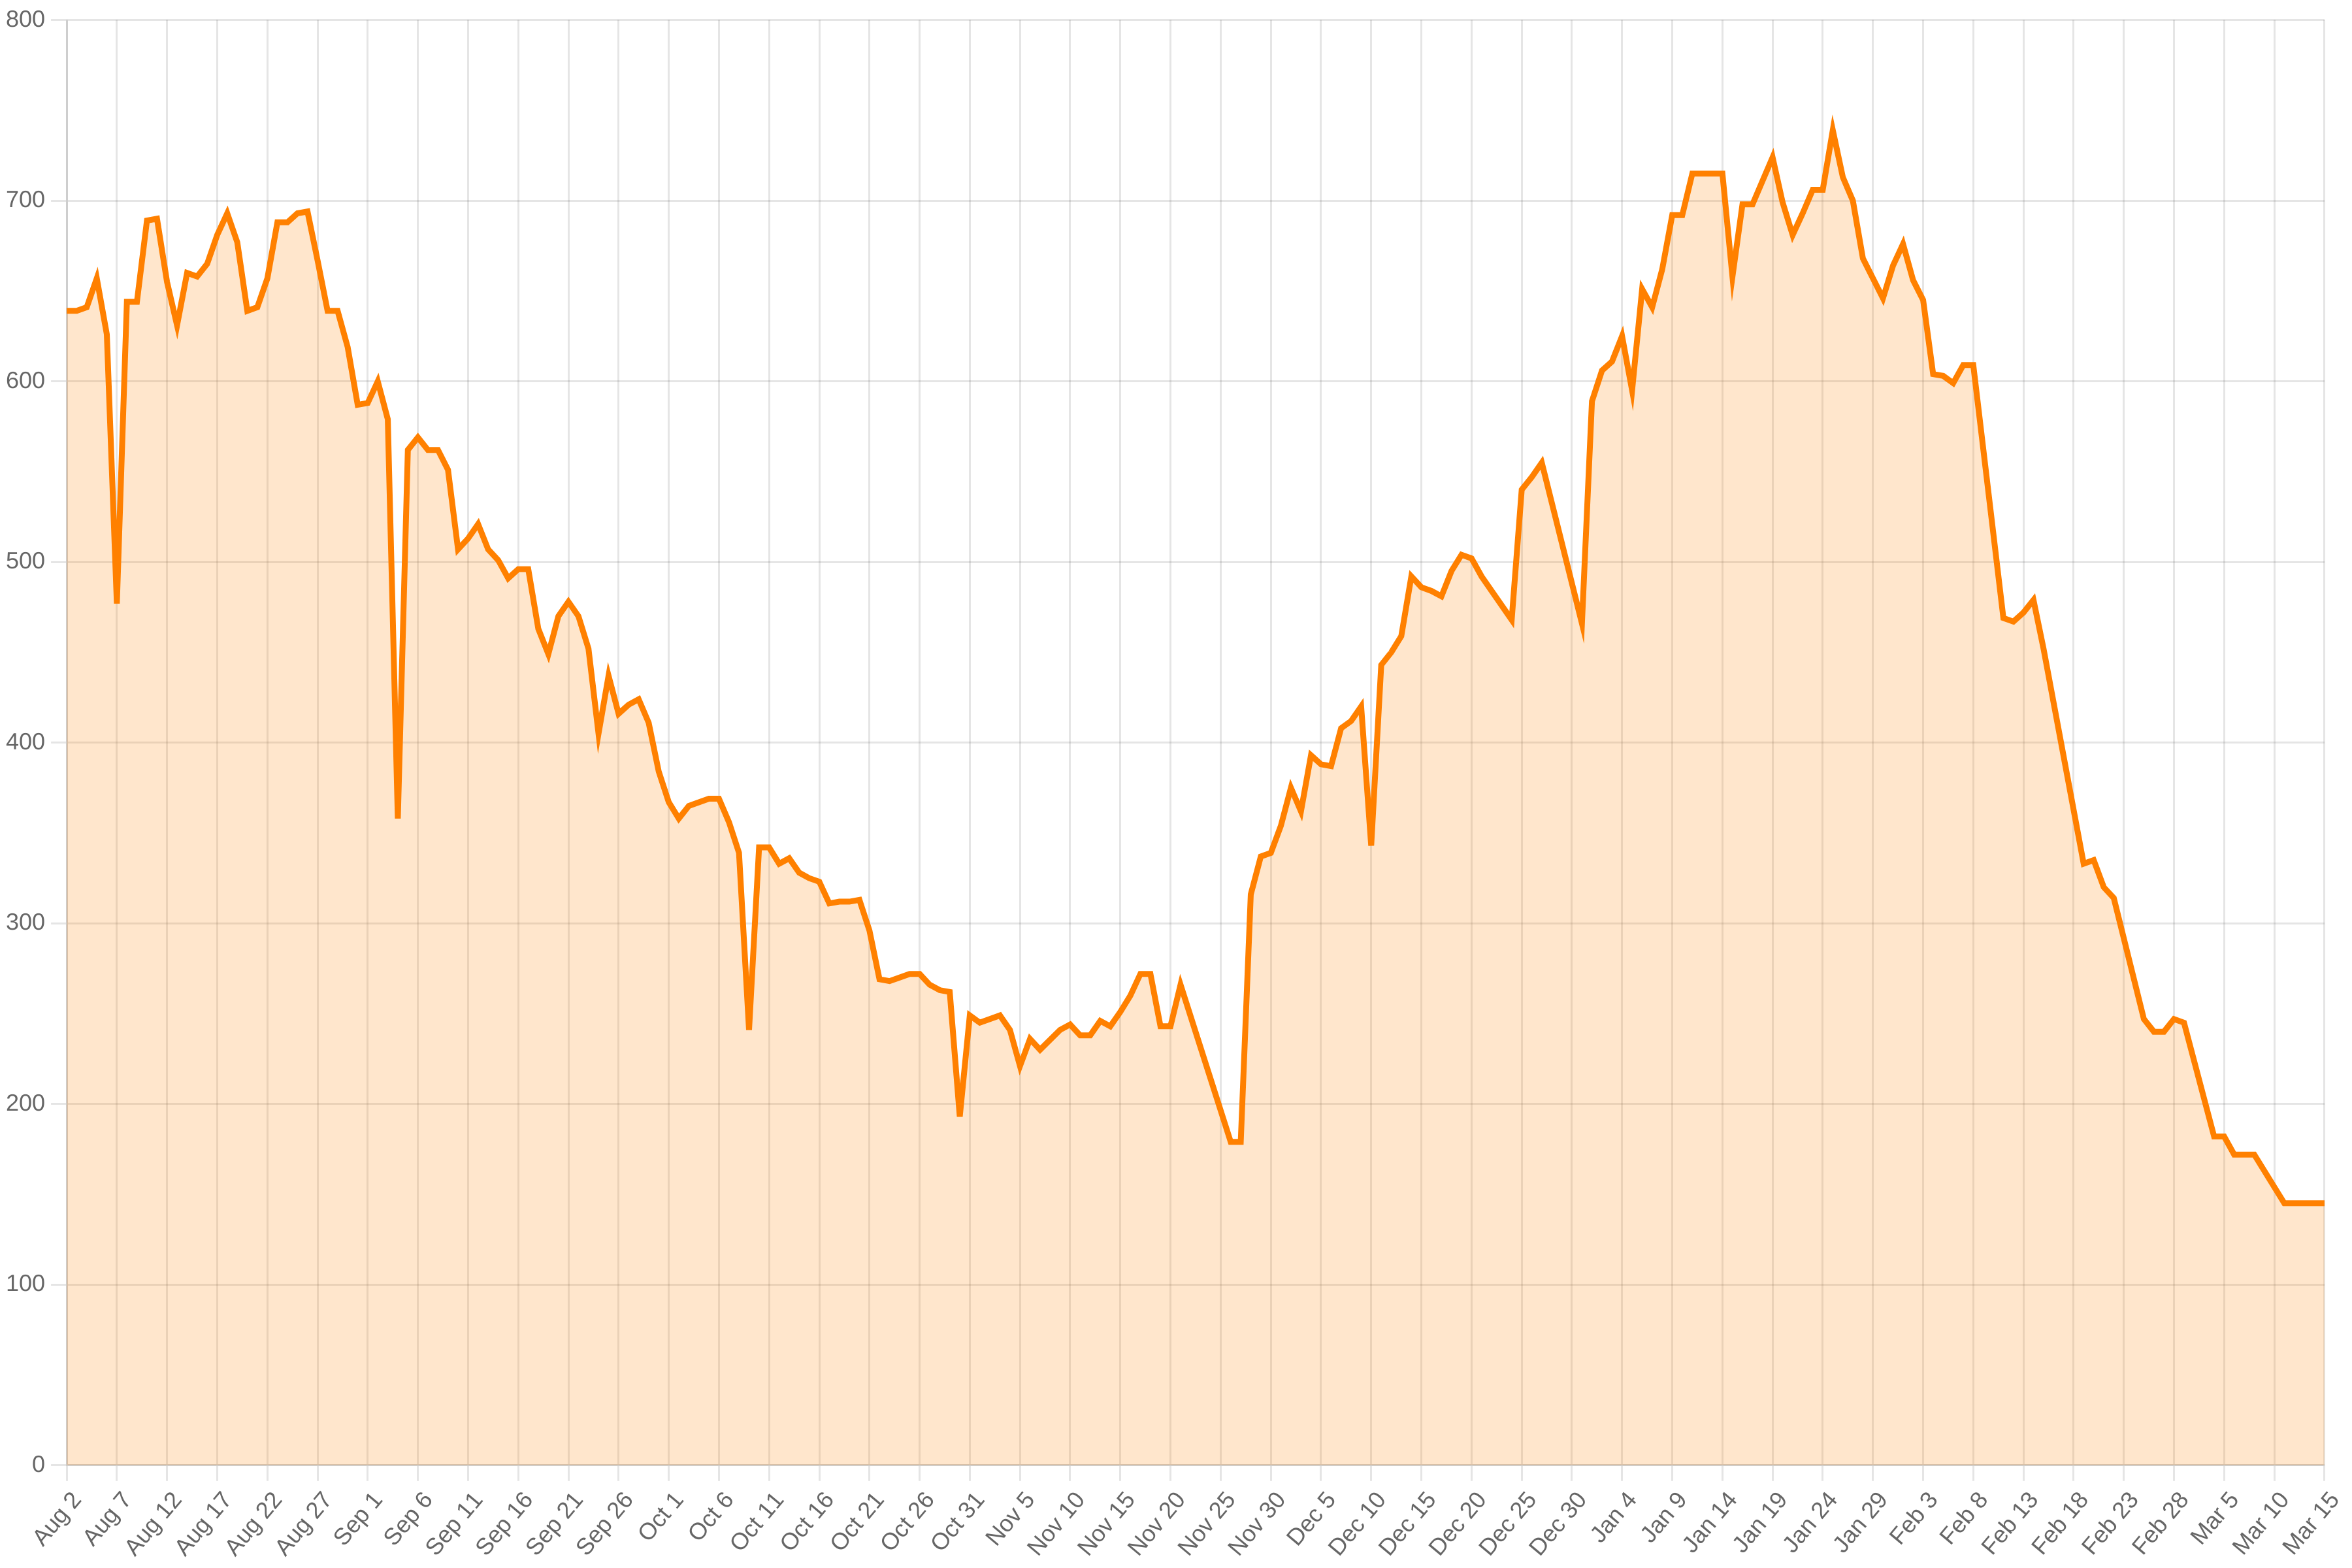 800
700
600
500
400
300
200
100
0
Aug 2
Aug 7
Aug 12
Aug 17
Aug 22
Aug 27
Sep 1
Sep 6
Sep 11
Sep 16
Sep 21
Sep 26
Oct 1
Oct 6
Oct 11
Oct 16
Oct 21
Oct 26
Oct 31
Nov 5
Nov 10
Nov 15
Nov 20
Nov 25
Nov 30
Dec 5
Dec 10
Dec 15
Dec 20
Dec 25
Dec 30
Jan 4
Jan 9
Jan 14
Jan 19
Jan 24
Jan 29
Feb 3
Feb 8
Feb 13
Feb 18
Feb 23
Feb 28
Mar 5
Mar 10
Mar 15